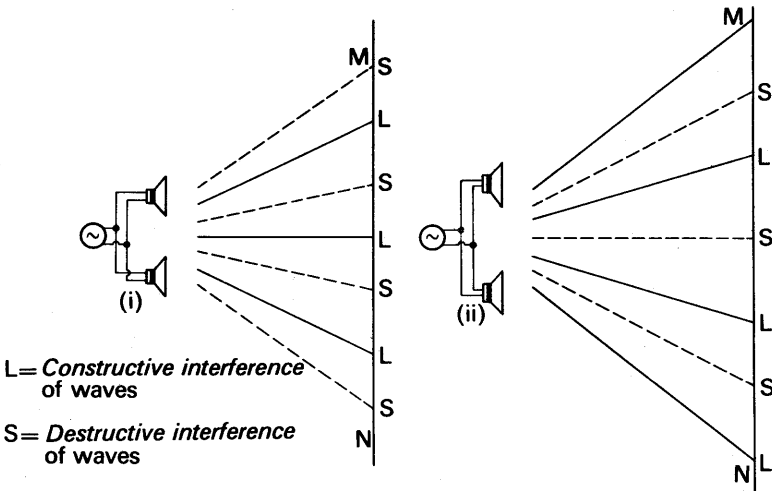 M
S
L
S
L
S
L
S
N
(i)
L= Constructive interference
of waves
S= Destructive interference
of waves
M
S
L
S
L
S
L
N
(ii)